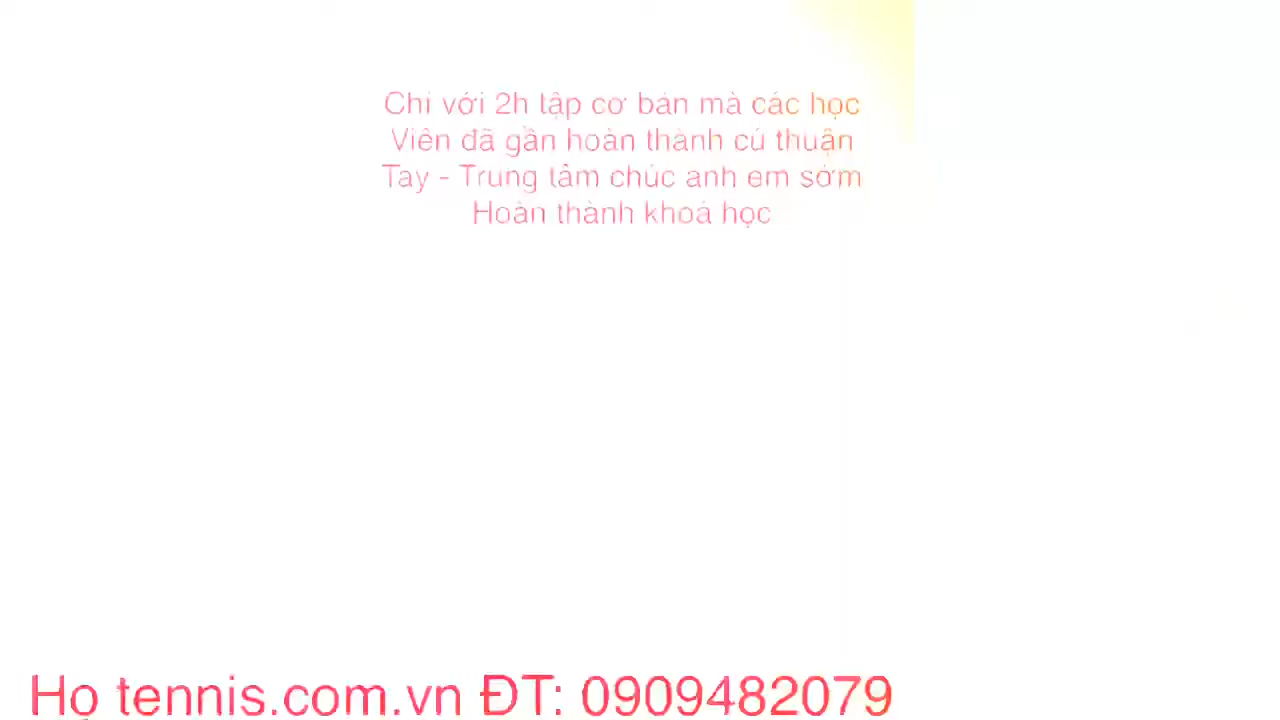 Chỉ với 2h tập cơ bản mà các học
Viên đã gần hoàn thành cú thuận
Tay - Trung tâm chúc anh em sớm
Hoàn thành khoá học
Họ tennis.com.vn ĐT: 0909482079